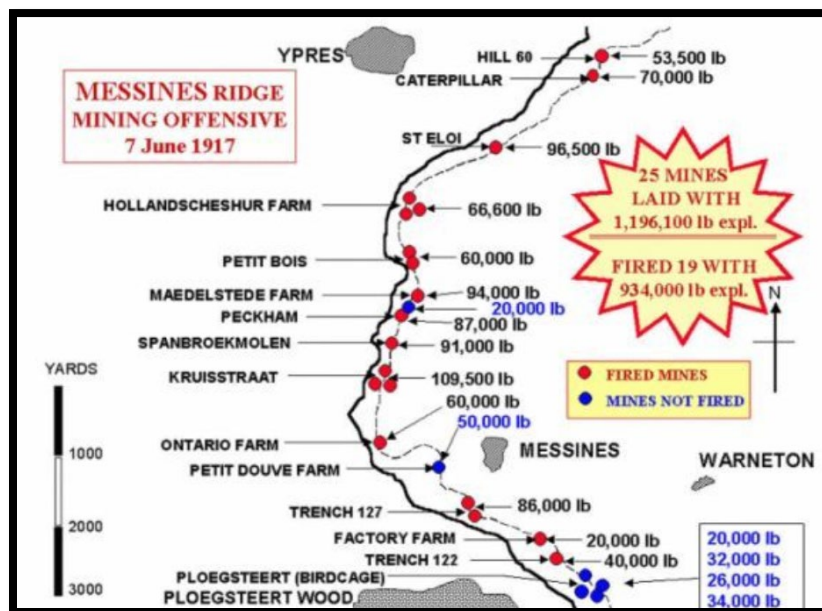 YPRES
HILL 60
53,500 lb
CATERPILLAR
70,000 lb
MESSINES RIDGE
MINING OFFENSIVE
7 June 1917
ST ELOI
96,500 lb
25 MINES
LAID WITH
1,196,100 lb expl.
FIRED 19 WITH
934,000 lb expl.
HOLLANDSCHESHUR FARM
66,600 lb
PETIT BOIS
60,000 lb
MAEDELSTEDE FARM
94,000 lb
20,000 lb
PECKHAM
87,000 lb
N
SPANBROEKMOLEN
91,000 lb
YARDS
KRUISSTRAAT
109,500 lb
FIRED MINES
MINES NOT FIRED
60,000 lb
50,000 lb
ONTARIO FARM
MESSINES
1000
PETIT DOUVE FARM
WARNETON
TRENCH 127
86,000 lb
2000
FACTORY FARM
20,000 lb
TRENCH 122
40,000 lb
PLOEGSTEERT (BIRDCAGE)
3000
PLOEGSTEERT WOOD
20,000 lb
32,000 lb
26,000 lb
34,000 lb